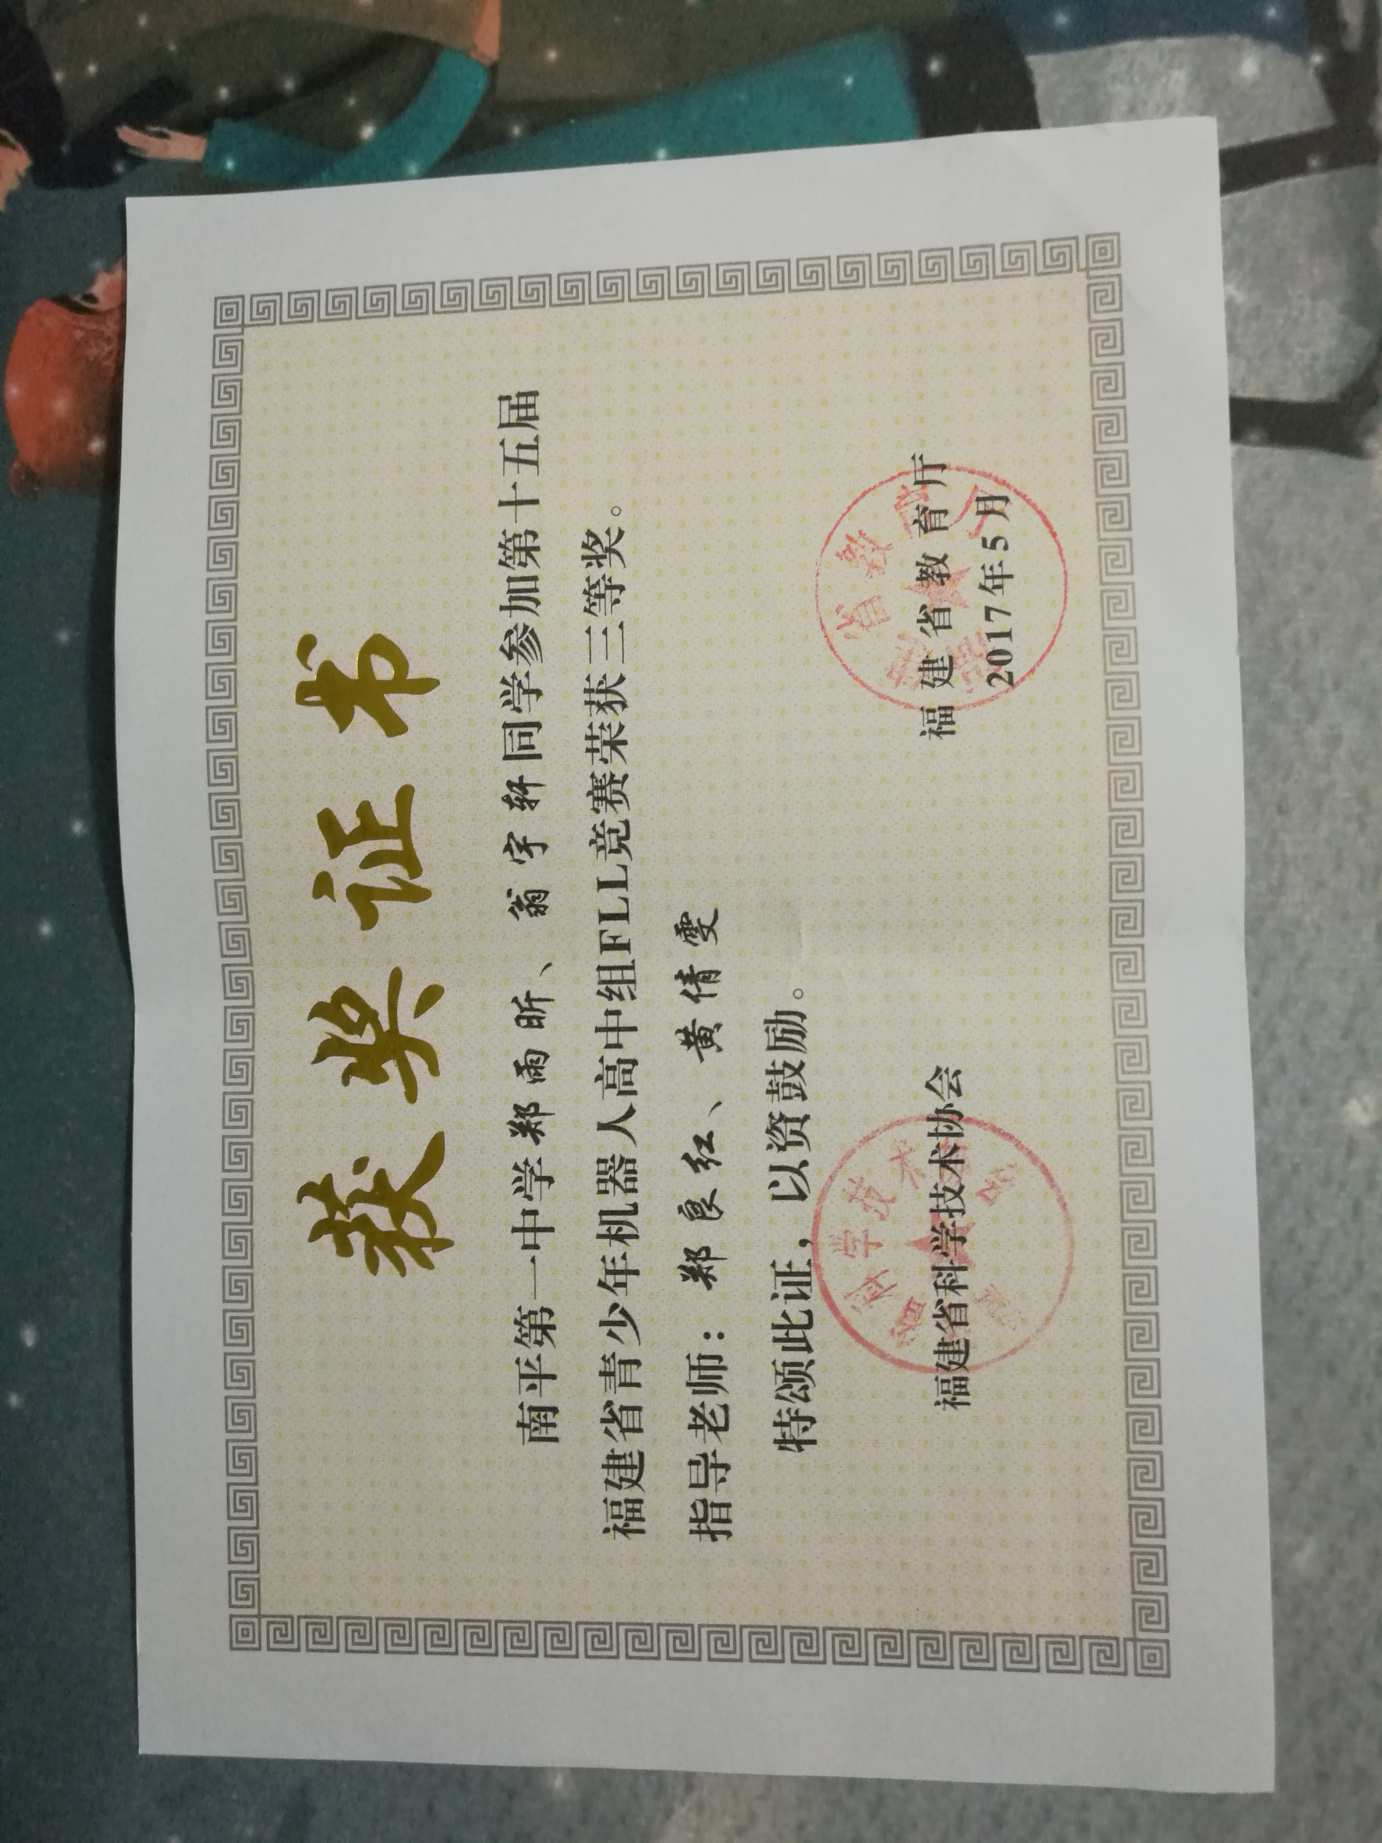 获奖证书
南平第一中学郑雨昕、翁宇轩同学参加第十五届
福建省青少年机器人高中组FLL竞赛荣获三等奖。
指导老师：郑良红、黄倩雯
特颁此证，以资鼓励。
福建省科学技术协会
福建省教育厅
2017年5月